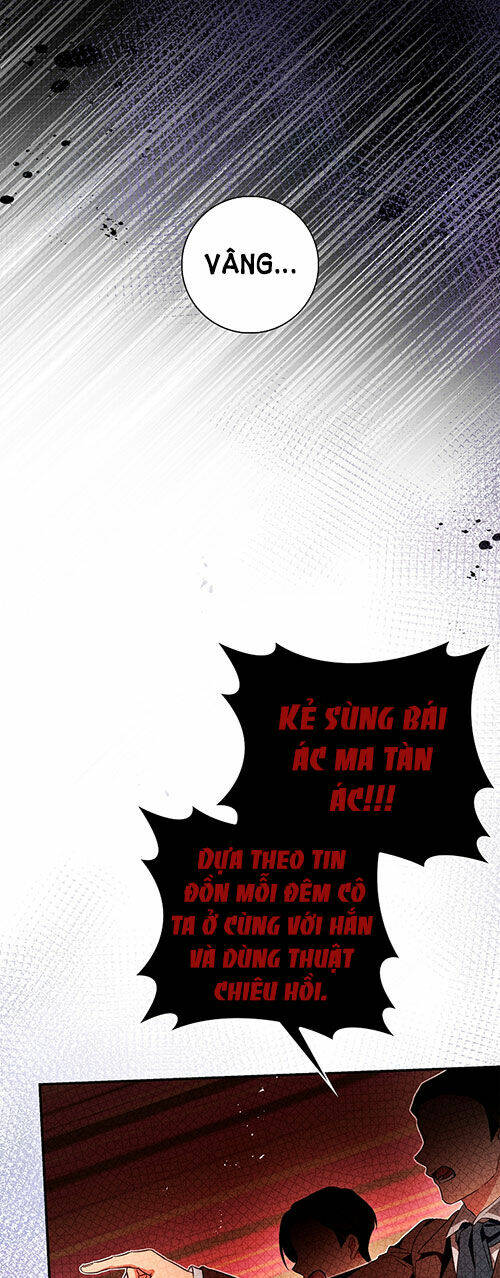 VÂNG...
KẺ SÙNG BÁI
ÁC MA TÀN
ÁC!!!
DỰA THEO TIN
ĐỒN MỖI ĐÊM CÔ
TA Ở CÙNG VỚI HẮN
VÀ DÙNG THUẬT
CHIÊU HỒI.